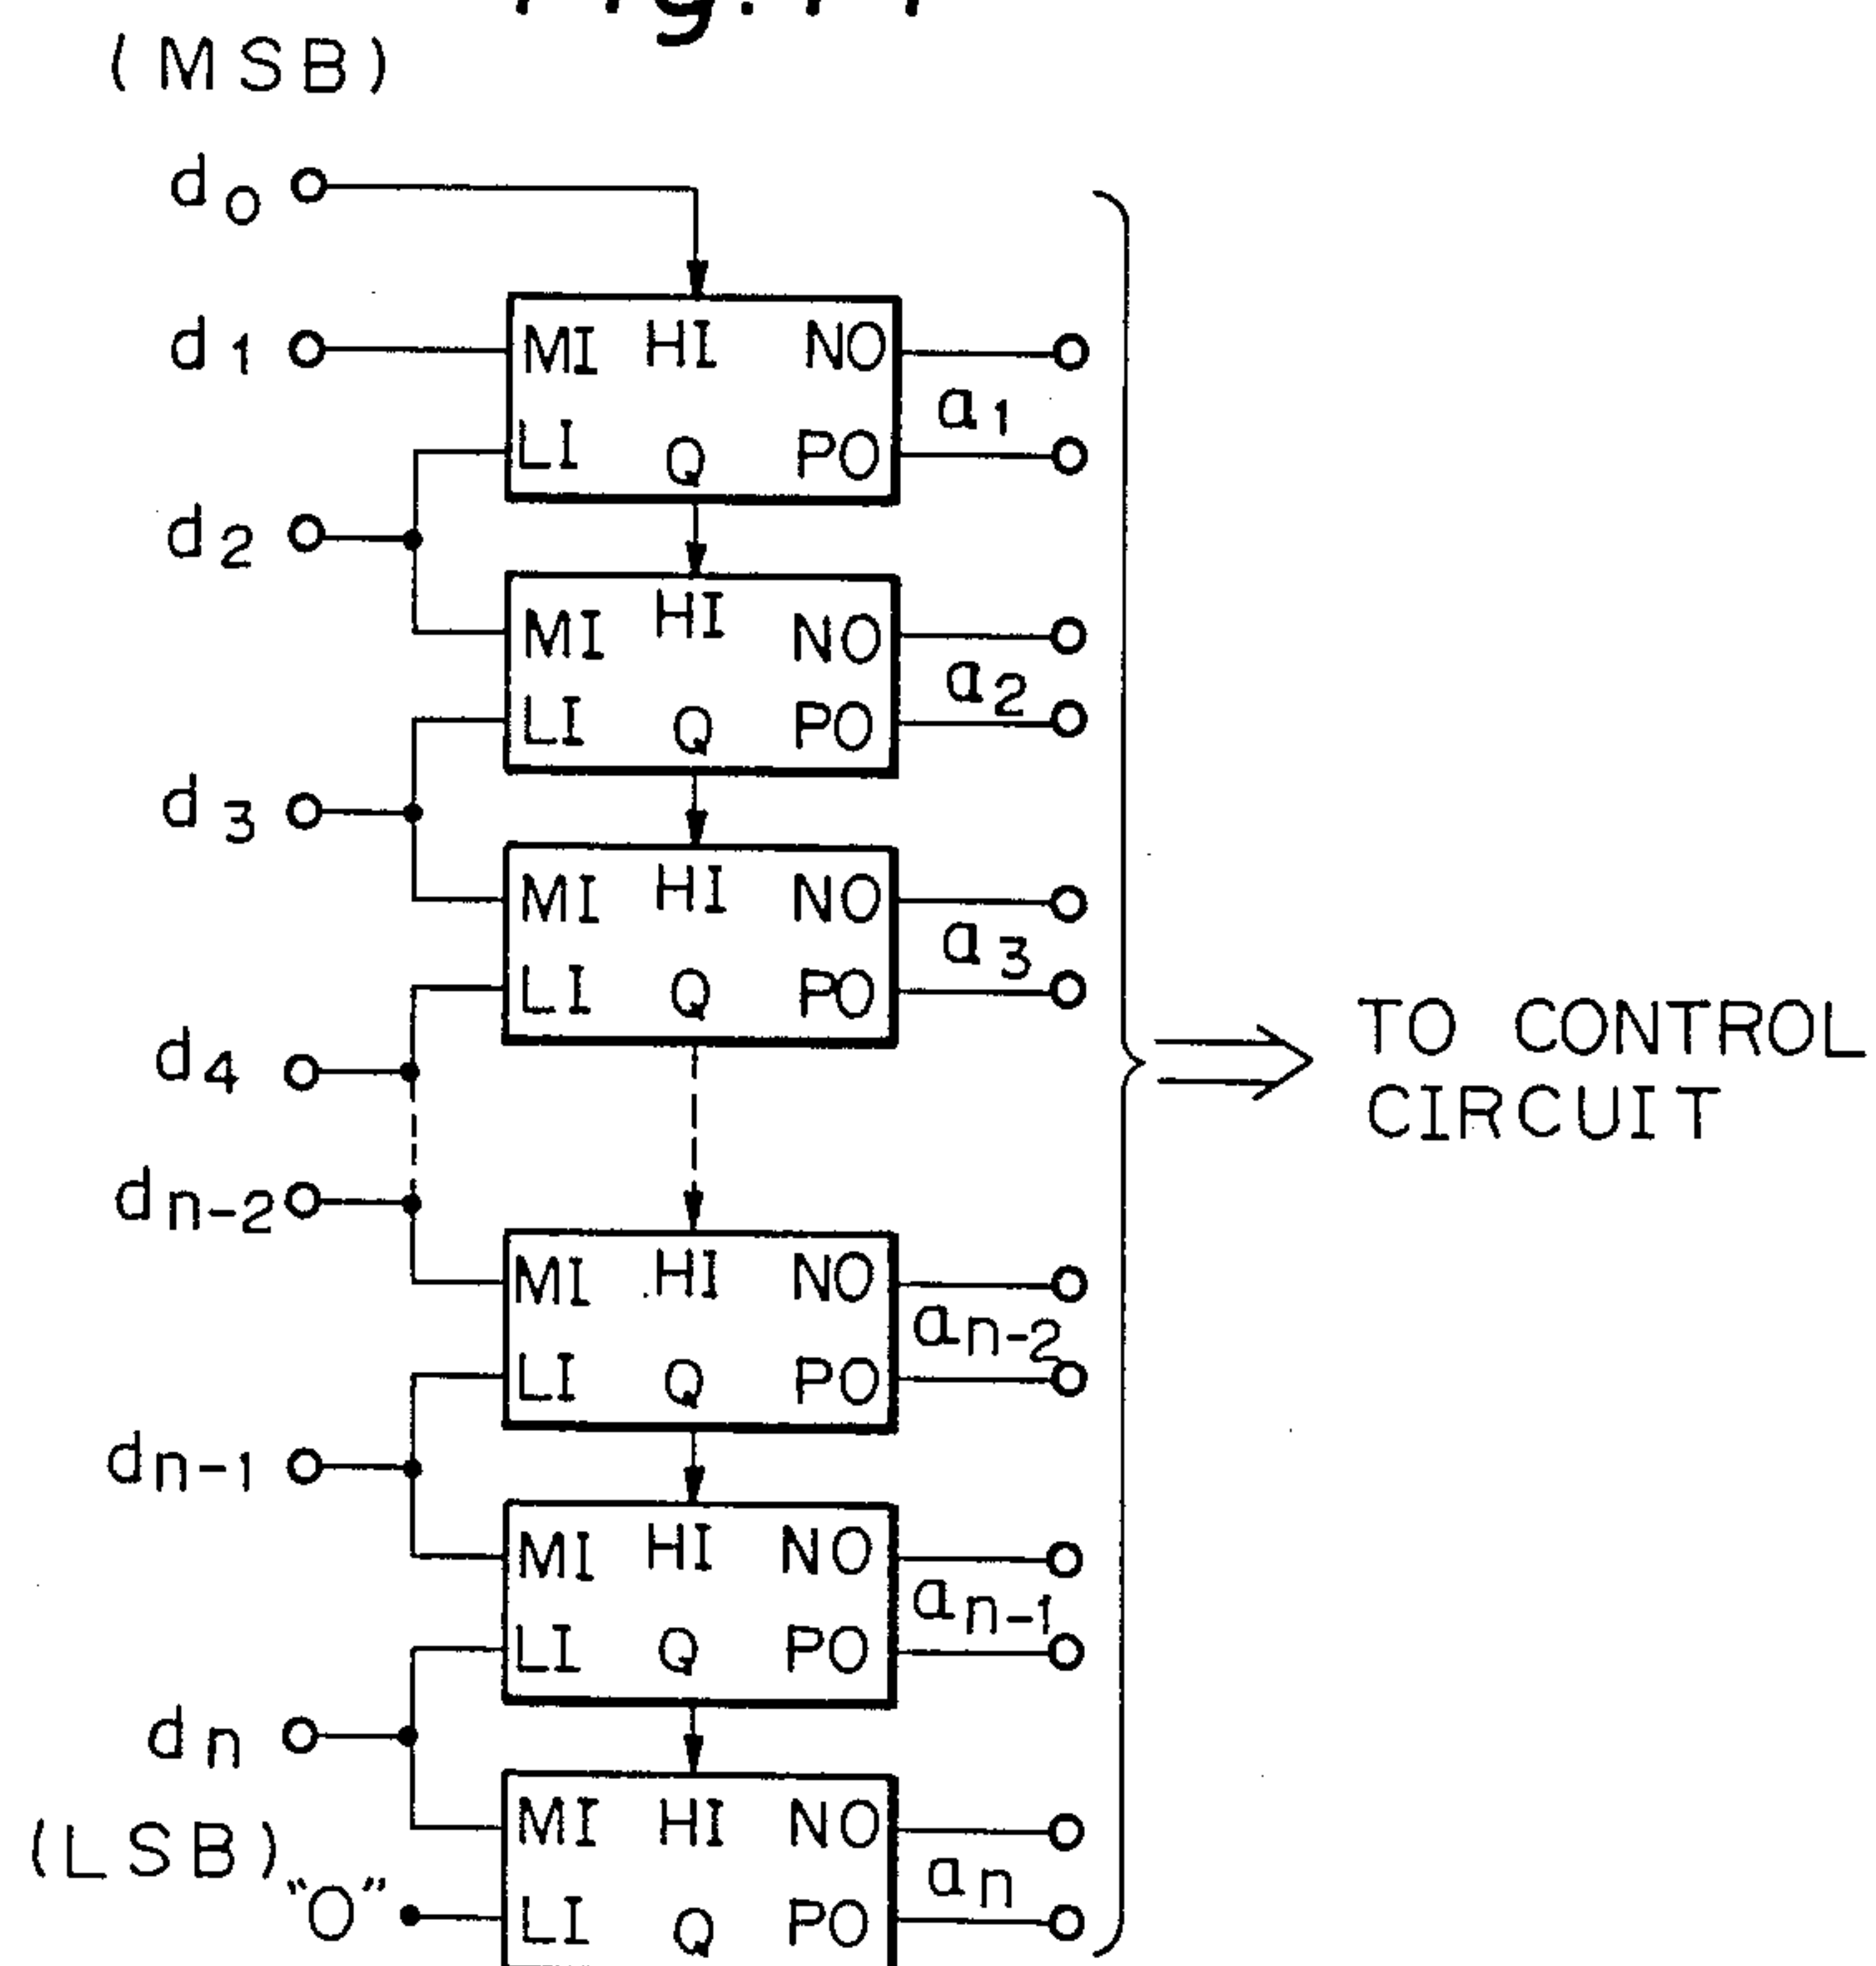 (MSB)
d0
d1
MI HI NO
LI Q PO
a1
d2
MI HI NO
LI Q PO
a2
d3
MI HI NO
LI Q PO
a3
d4
TO CONTROL
CIRCUIT
dn-2
MI HI NO
LI Q PO
an-2
dn-1
MI HI NO
LI Q PO
an-1
dn
(LSB)
MI HI NO
"0"
LI Q PO
an